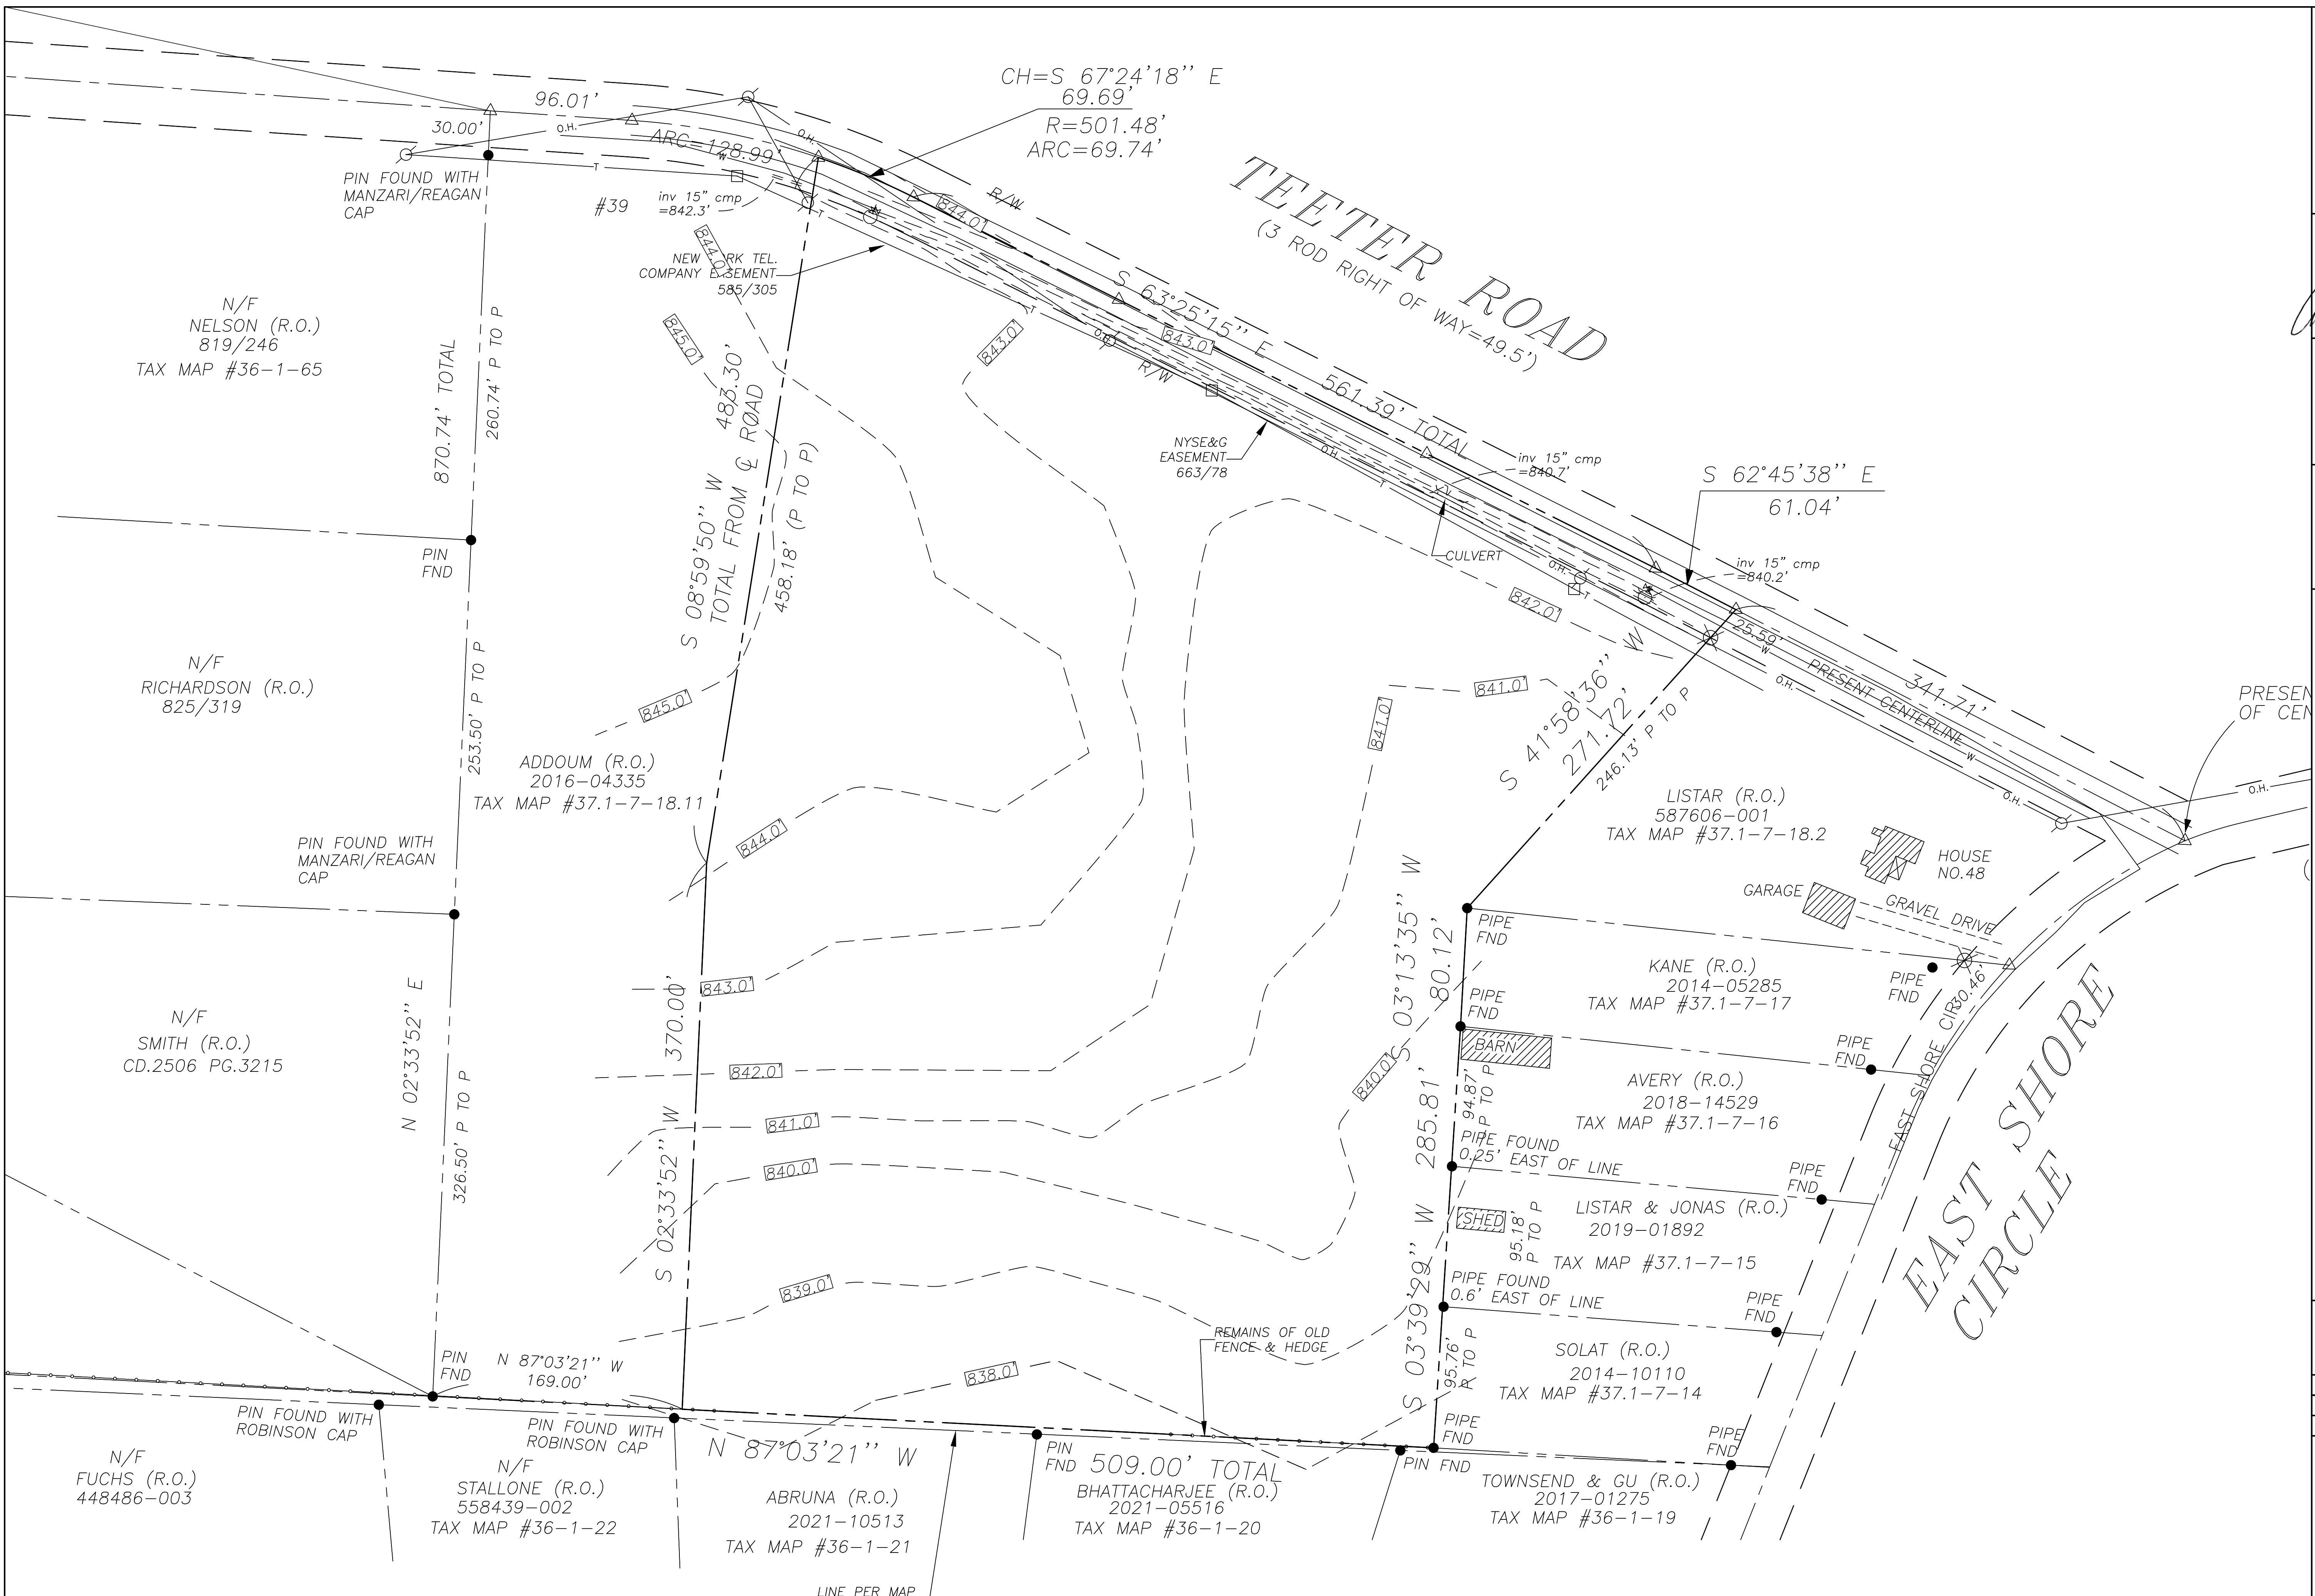 CH=S 67°24'18'' E
69.69'
R=501.48'
ARC=69.74'
96.01'
30.00'
O.H.
ARC=128.99'
W
T
O.H.
PIN FOUND WITH
MANZARI/REAGAN
CAP
#39
inv 15" cmp
=842.3'
W
T
844.0'
R/W
TEETER ROAD
(3 ROD RIGHT OF WAY=49.5')
844.0'
COMPANY EASEMENT
585/305
N/F
NELSON (R.O.)
819/246
TAX MAP #36-1-65
870.74' TOTAL
260.74' P TO P
845.0'
843.0'
T
O.H.
R/W
S 63°25'15'' E
843.0'
561.39' TOTAL
S 08°59'50'' W 483.30'
TOTAL FROM ℄ ROAD
458.18' (P TO P)
NYSE&G
EASEMENT
663/78
O.H.
T
inv 15" cmp
=840.7'
S 62°45'38'' E
61.04'
CULVERT
O.H.
T
W
inv 15" cmp
=840.2'
842.0'
25.59'
W
PRESENT CENTERLINE
W
341.71'
O.H.
O.H.
O.H.
PIN
FND
N/F
RICHARDSON (R.O.)
825/319
253.50' P TO P
845.0'
841.0'
841.0'
S 41°58'36'' W
271.72'
246.13' P TO P
ADDOUM (R.O.)
2016-04335
TAX MAP #37.1-7-18.11
LISTAR (R.O.)
587606-001
TAX MAP #37.1-7-18.2
HOUSE
NO.48
GARAGE
GRAVEL DRIVE
PIN FOUND WITH
MANZARI/REAGAN
CAP
844.0'
S 03°13'35'' W
80.12'
PIPE
FND
KANE (R.O.)
2014-05285
TAX MAP #37.1-7-17
PIPE
FND
30.46'
EAST SHORE CIR.
N/F
SMITH (R.O.)
CD.2506 PG.3215
N 02°33'52'' E
326.50' P TO P
843.0'
842.0'
841.0'
840.0'
839.0'
838.0'
840.0'
S 02°33'52'' W 370.00'
PIPE
FND
BARN
94.87'
P TO P
PIPE
FND
AVERY (R.O.)
2018-14529
TAX MAP #37.1-7-16
S 03°39'29'' W 285.81'
PIPE FOUND
0.25' EAST OF LINE
PIPE
FND
SHED
95.18'
P TO P
LISTAR & JONAS (R.O.)
2019-01892
TAX MAP #37.1-7-15
PIPE FOUND
0.6' EAST OF LINE
PIPE
FND
95.76'
P TO P
SOLAT (R.O.)
2014-10110
TAX MAP #37.1-7-14
EAST SHORE
CIRCLE
REMAINS OF OLD
FENCE & HEDGE
PIN
FND
N 87°03'21'' W
169.00'
PIN FOUND WITH
ROBINSON CAP
PIN FOUND WITH
ROBINSON CAP
N 87°03'21'' W
509.00' TOTAL
PIN
FND
PIPE
FND
PIN FND
PIPE
FND
N/F
FUCHS (R.O.)
448486-003
N/F
STALLONE (R.O.)
558439-002
TAX MAP #36-1-22
ABRUNA (R.O.)
2021-10513
TAX MAP #36-1-21
BHATTACHARJEE (R.O.)
2021-05516
TAX MAP #36-1-20
TOWNSEND & GU (R.O.)
2017-01275
TAX MAP #36-1-19
LINE PER MAP